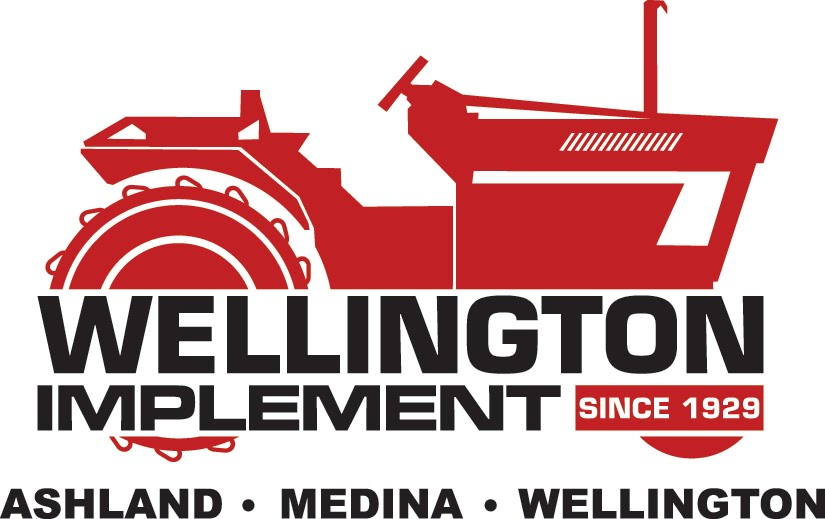 WELLINGTON
IMPLEMENT SINCE 1929
ASHLAND • MEDINA • WELLINGTON